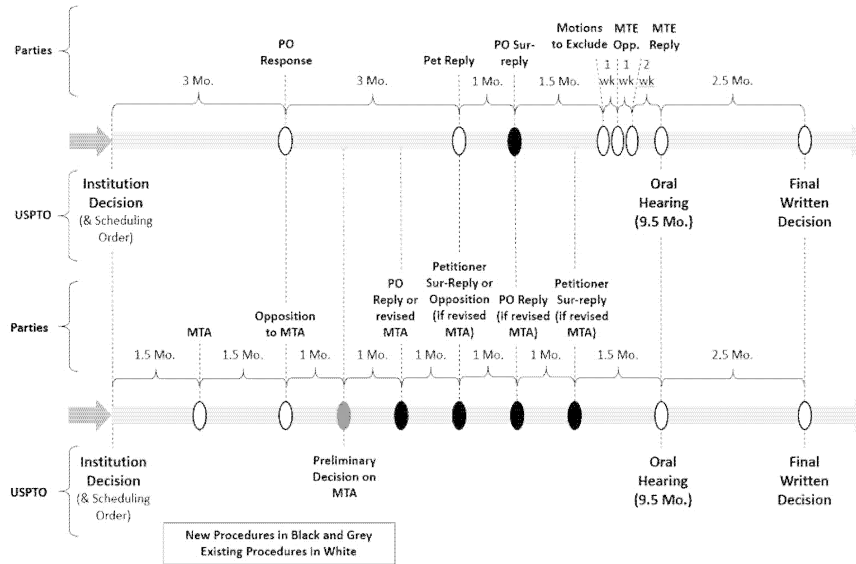 Parties
PO
Response
Pet Reply
PO Sur-
reply
Motions
to Exclude
MTE
Opp.
MTE
Reply
3 Mo.
3 Mo.
1 Mo.
1.5 Mo.
1
wk
1
wk
2
wk
2.5 Mo.
USPTO
Institution
Decision
(& Scheduling
Order)
Oral
Hearing
(9.5 Mo.)
Final
Written
Decision
Parties
MTA
Opposition
to MTA
PO
Reply or
revised
MTA
Petitioner
Sur-Reply or
Opposition
(if revised
MTA)
PO Reply
(if revised
MTA)
Petitioner
Sur-reply
(if revised
MTA)
1.5 Mo.
1.5 Mo.
1 Mo.
1 Mo.
1 Mo.
1 Mo.
1 Mo.
1.5 Mo.
2.5 Mo.
USPTO
Institution
Decision
(& Scheduling
Order)
Preliminary
Decision on
MTA
Oral
Hearing
(9.5 Mo.)
Final
Written
Decision
New Procedures in Black and Grey
Existing Procedures in White